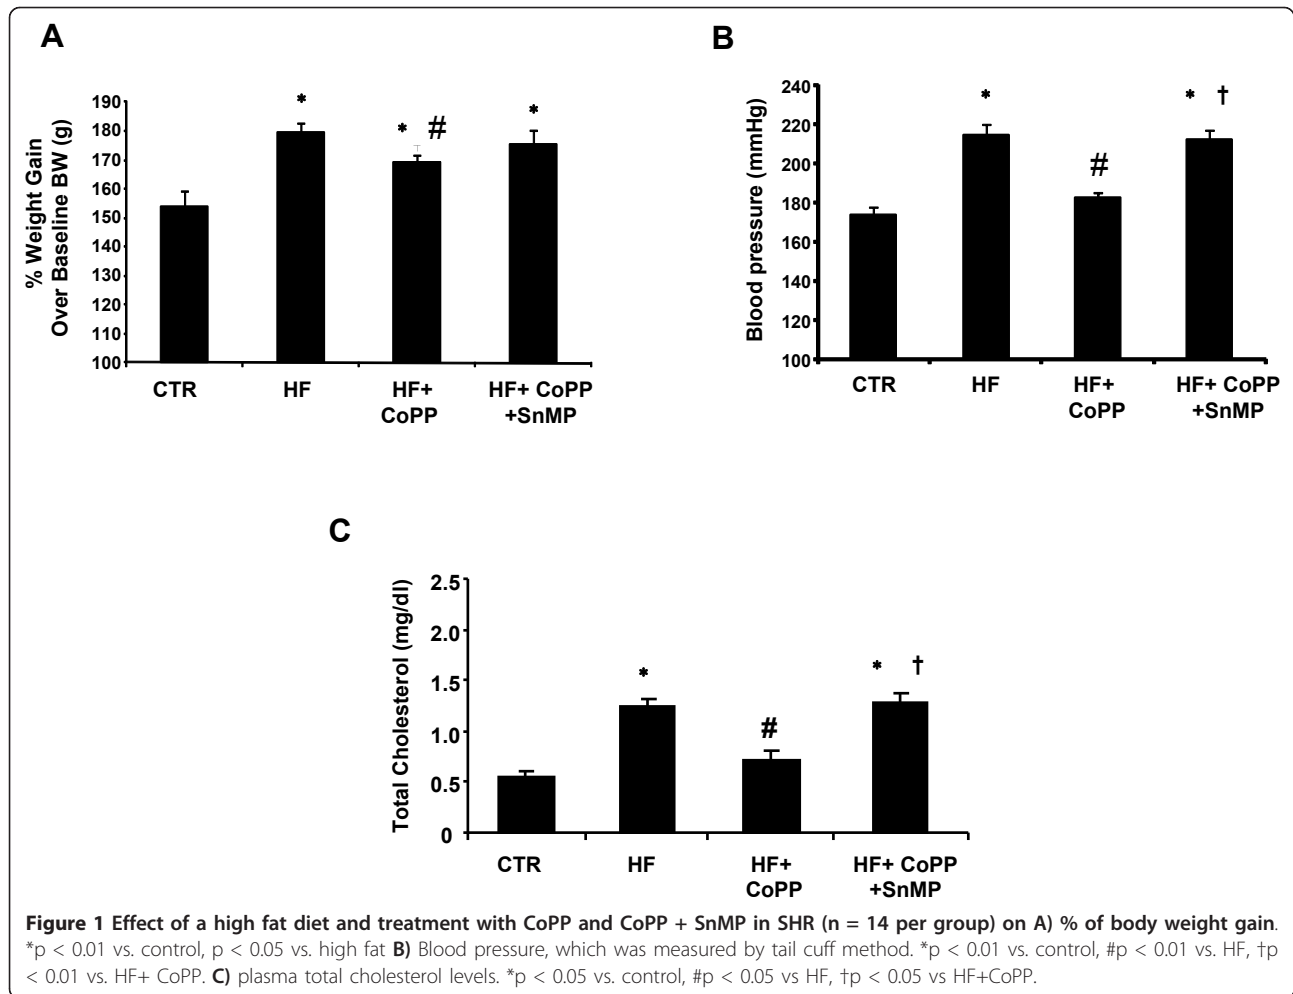 A
% Weight Gain
Over Baseline BW (g)
190
180
170
160
150
140
130
120
110
100
*
* #
*
CTR HF HF+ HF+ CoPP
CoPP +SnMP
B
Blood pressure (mmHg)
240
220
200
180
160
140
120
100
*
#
* †
CTR HF HF+ HF+ CoPP
CoPP +SnMP
C
Total Cholesterol (mg/dl)
2.5
2.0
1.5
1.0
0.5
0
*
#
* †
CTR HF HF+ HF+ CoPP
CoPP +SnMP
Figure 1 Effect of a high fat diet and treatment with CoPP and CoPP + SnMP in SHR (n = 14 per group) on A) % of body weight gain.
*p < 0.01 vs. control, p < 0.05 vs. high fat B) Blood pressure, which was measured by tail cuff method. *p < 0.01 vs. control, #p < 0.01 vs. HF, †p
< 0.01 vs. HF+ CoPP. C) plasma total cholesterol levels. *p < 0.05 vs. control, #p < 0.05 vs HF, †p < 0.05 vs HF+CoPP.